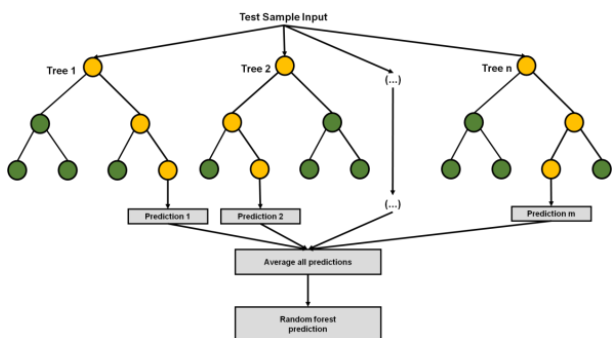 Test Sample Input
Tree 1
Tree 2
(...)
Tree n
Prediction 1
Prediction 2
(...)
Prediction m
Average all predictions
Random forest
prediction